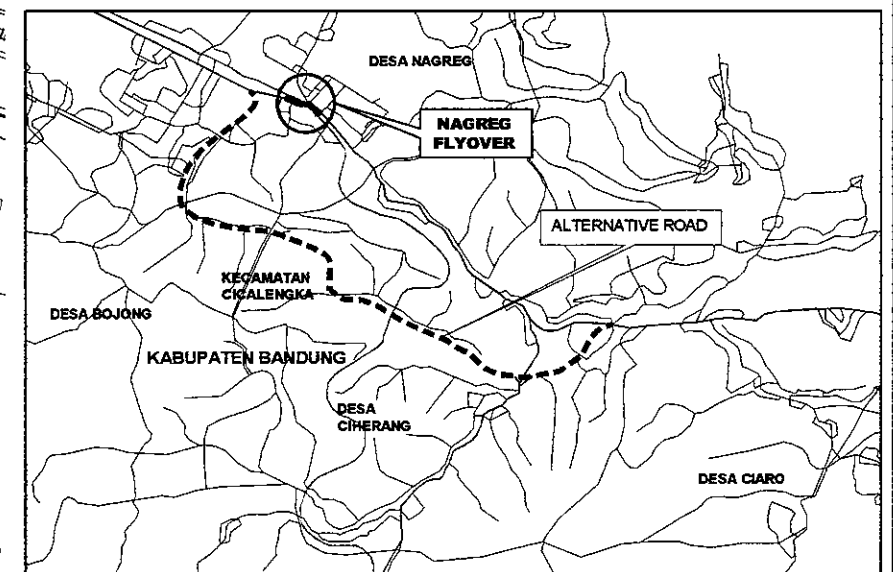 DESA NAGREG
NAGREG
FLYOVER
ALTERNATIVE ROAD
KECAMATAN
CICALENGKA
DESA BOJONG
KABUPATEN BANDUNG
DESA
CIHERANG
DESA CIARO